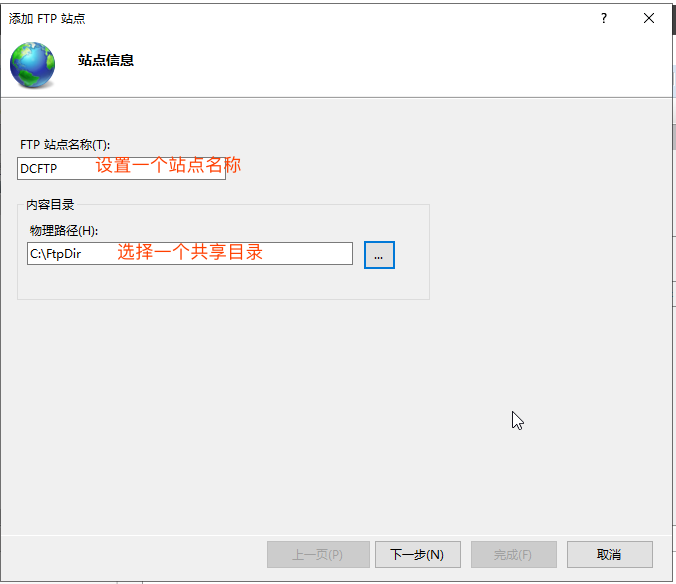 添加 FTP 站点
?
站点信息
FTP 站点名称(T):
DCFTP 设置一个站点名称
内容目录
物理路径(H):
C:\FtpDir 选择一个共享目录
...
上一页(P) 下一步(N) 完成(F) 取消